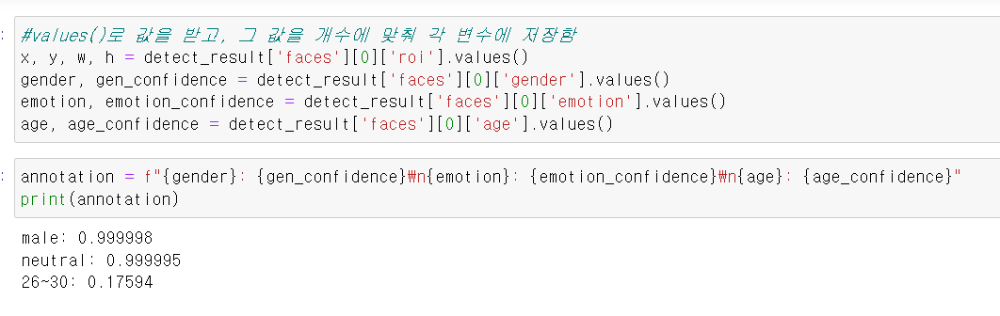 #values()로 값을 받고, 그 값을 개수에 맞춰 각 변수에 저장함
x, y, w, h = detect_result['faces'][0]['roi'].values()
gender, gen_confidence = detect_result['faces'][0]['gender'].values()
emotion, emotion_confidence = detect_result['faces'][0]['emotion'].values()
age, age_confidence = detect_result['faces'][0]['age'].values()
annotation = f"{gender}: {gen_confidence}₩n{emotion}: {emotion_confidence}₩n{age}: {age_confidence}"
print(annotation)
male: 0.999998
neutral: 0.999995
26~30: 0.17594